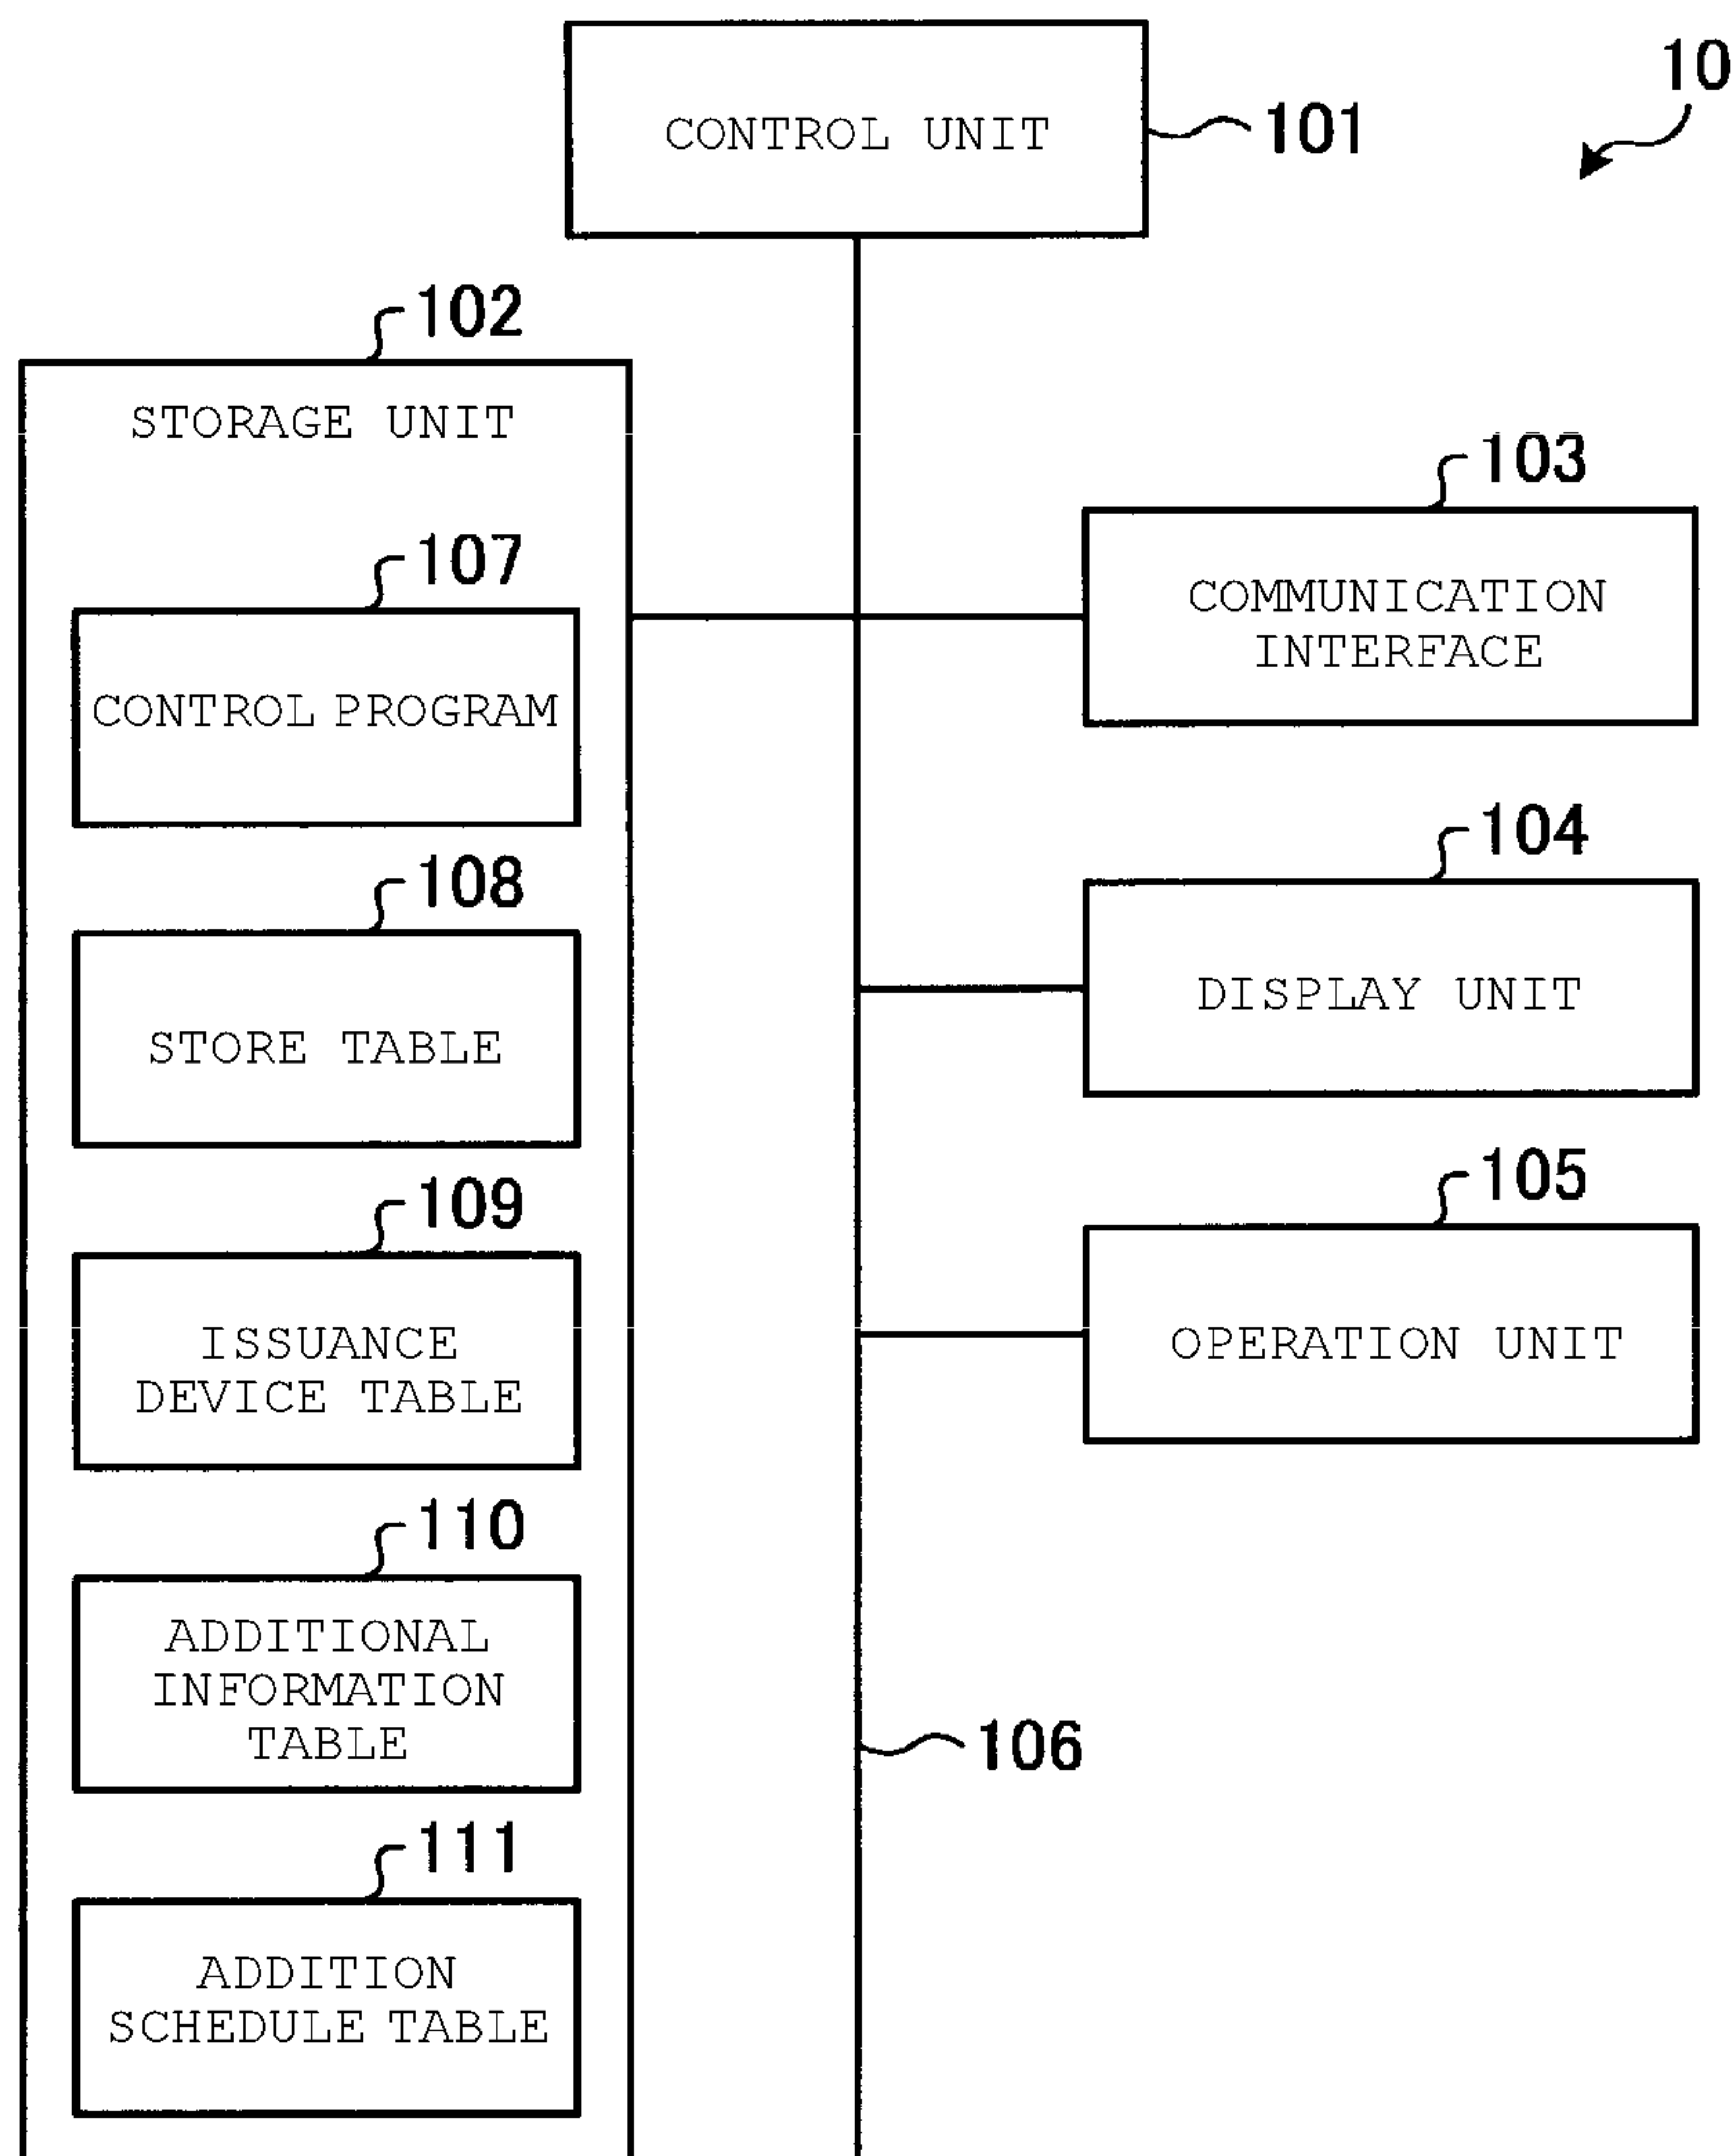 10
CONTROL UNIT
101
102
STORAGE UNIT
107
CONTROL PROGRAM
108
STORE TABLE
109
ISSUANCE
DEVICE TABLE
110
ADDITIONAL
INFORMATION
TABLE
111
ADDITION
SCHEDULE TABLE
103
COMMUNICATION
INTERFACE
104
DISPLAY UNIT
105
OPERATION UNIT
106